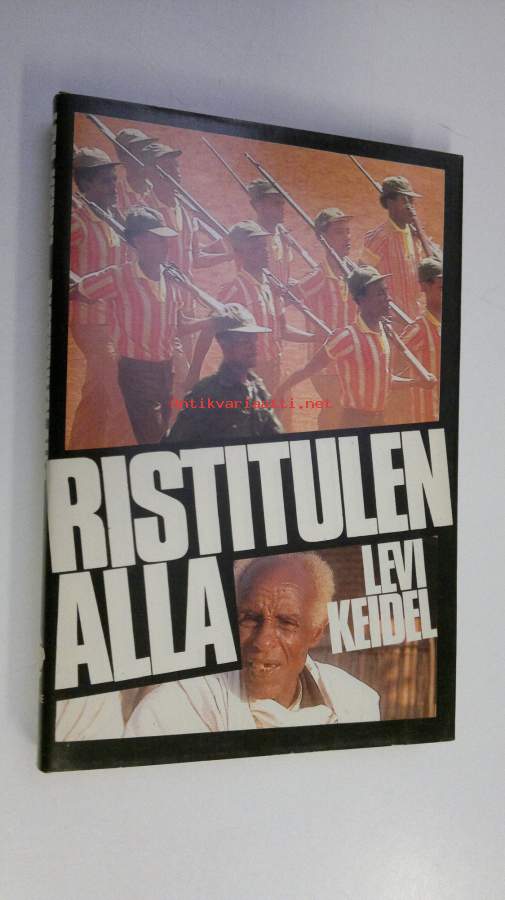 antikvariaatti.net
RISTITULEN
ALLA
LEVI
KEIDEL